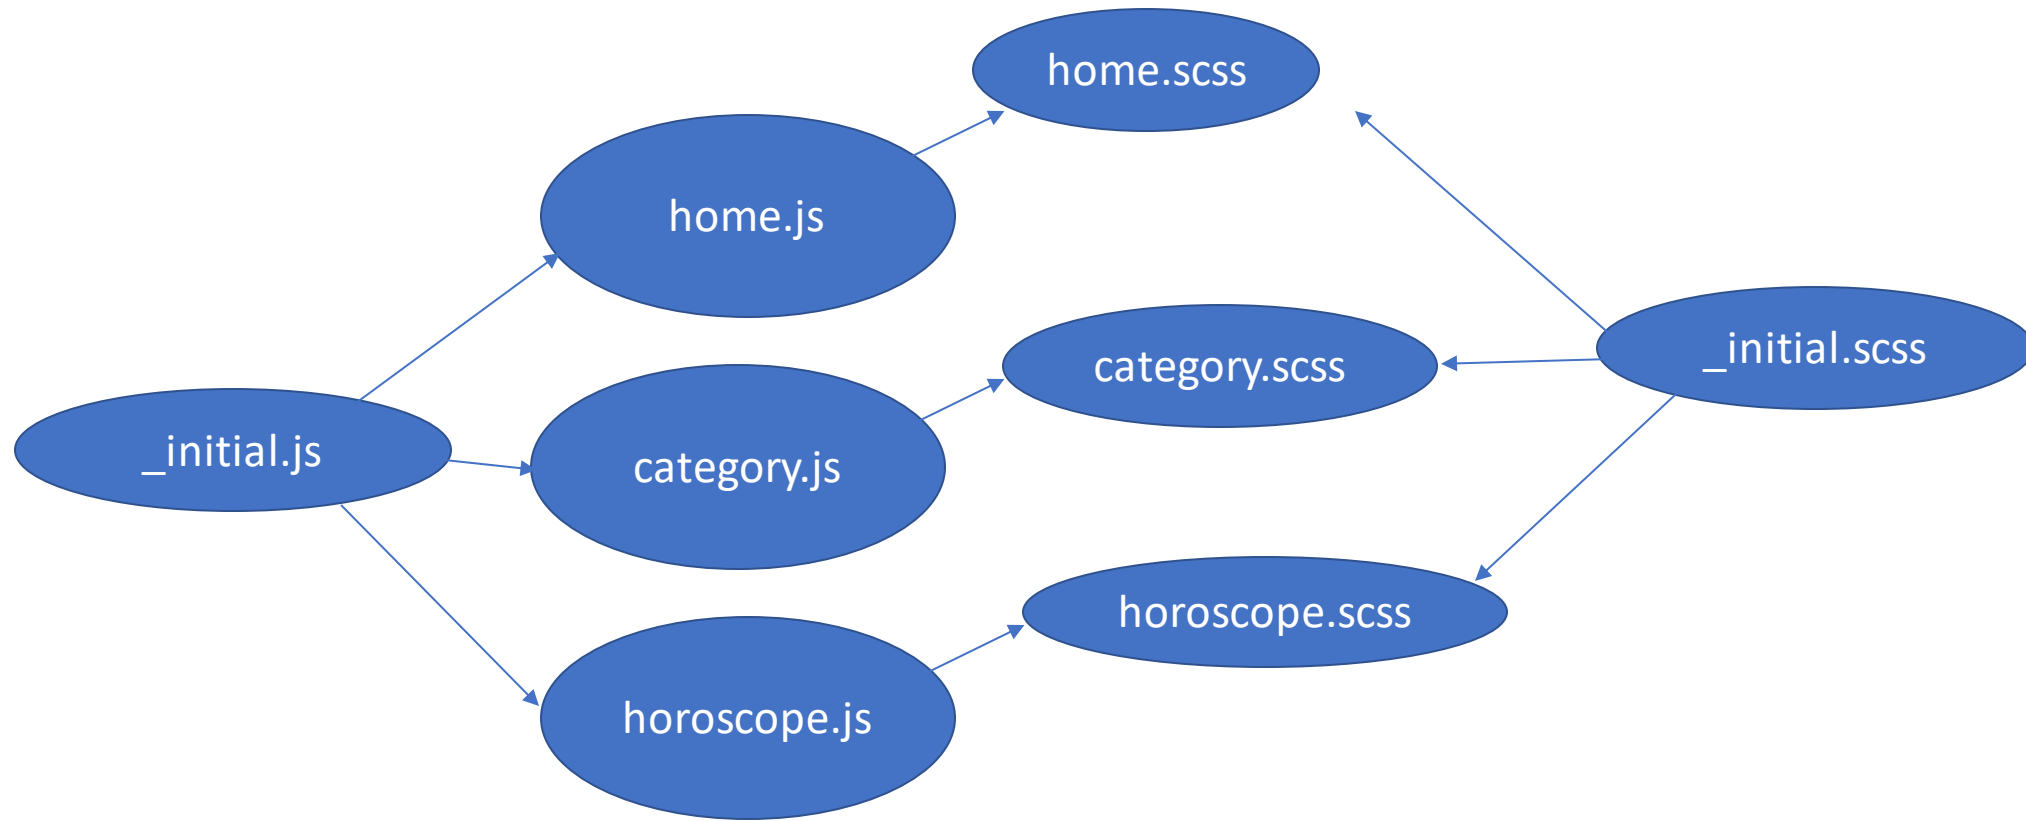 home.scss
home.js
_initial.scss
category.scss
_initial.js
category.js
horoscope.scss
horoscope.js